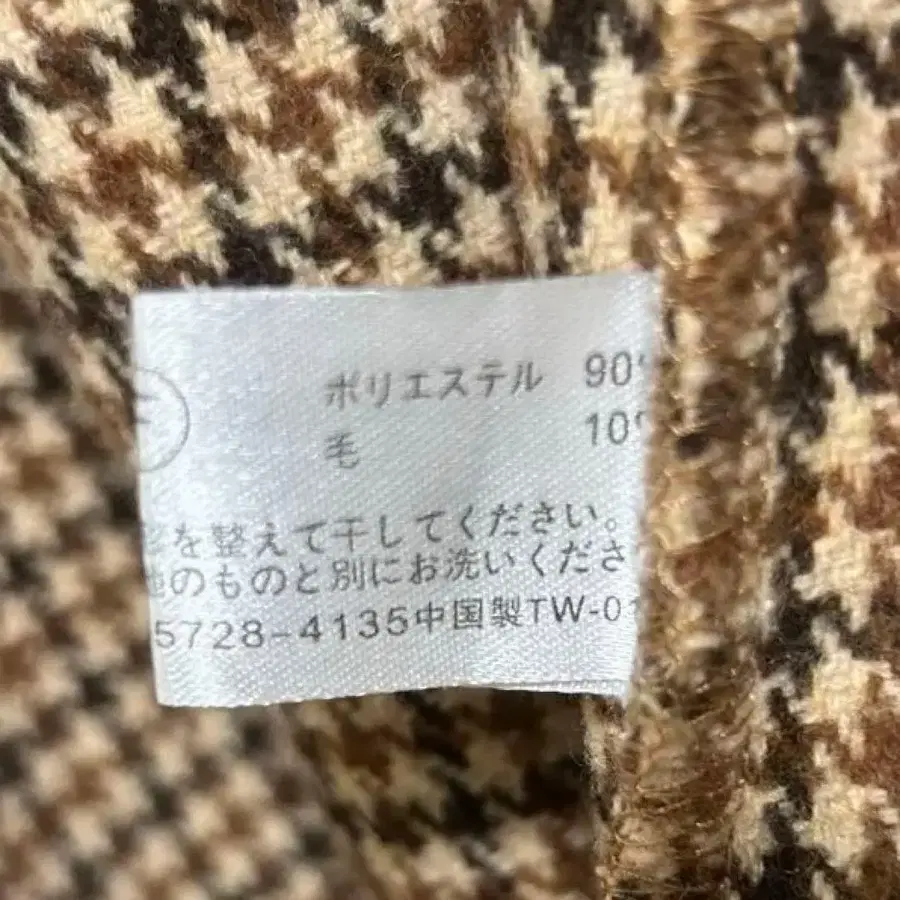 F
ポリエステル 90%
毛 10%
を整えて干してください。
のものと別にお洗いくださ
5728-4135中国製TW-01